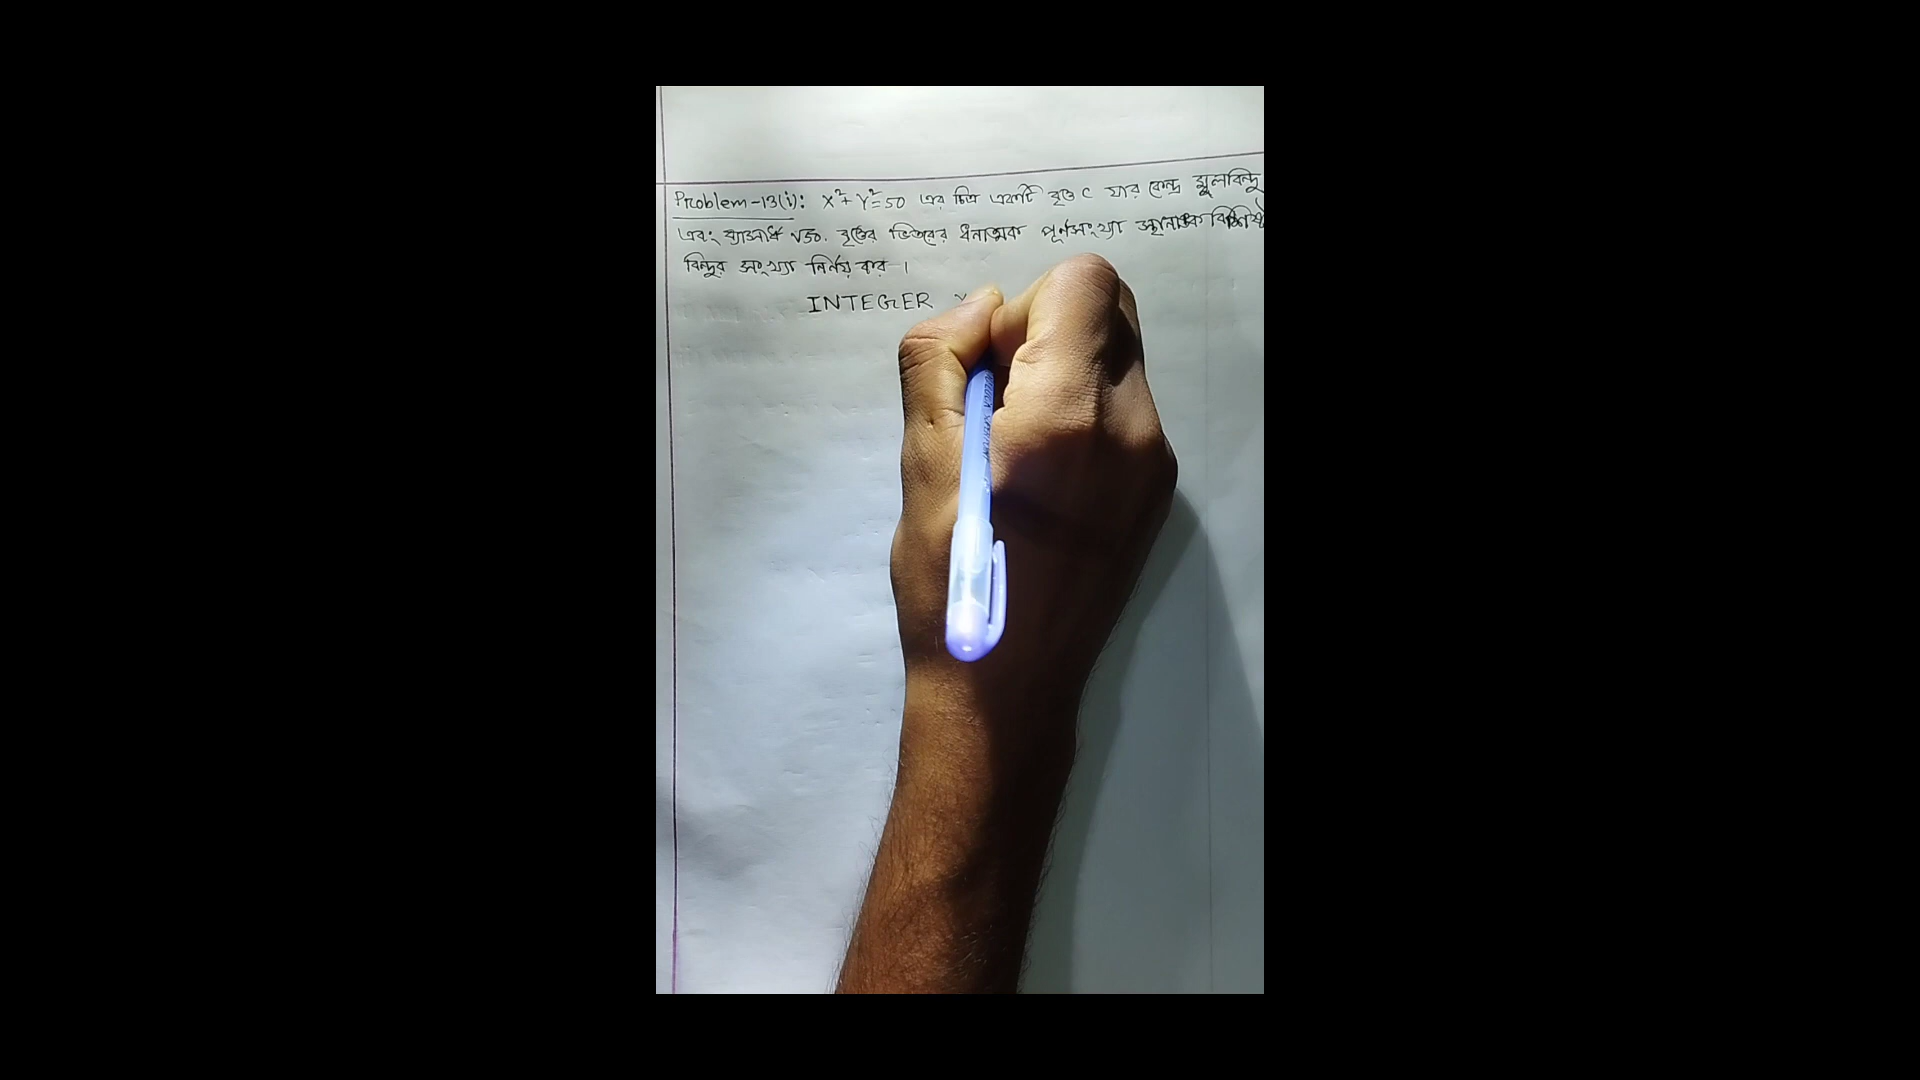 Problem-13(i): X²+Y²=50 এর চিত্র একটি বৃত্ত C যার কেন্দ্র মূলবিন্দু
এবং ব্যাসার্ধ √50. বৃত্তের ভিতরের ধনাত্মক পূর্ণসংখ্যা স্থানাঙ্ক বিশিষ্ট
বিন্দুর সংখ্যা নির্ণয় কর।
INTEGER